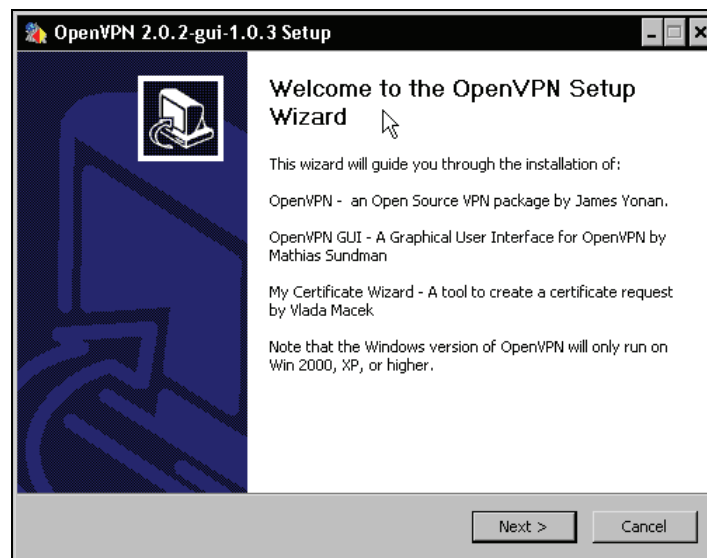 OpenVPN 2.0.2-gui-1.0.3 Setup
Welcome to the OpenVPN Setup
Wizard
This wizard will guide you through the installation of:
OpenVPN - an Open Source VPN package by James Yonan.
OpenVPN GUI - A Graphical User Interface for OpenVPN by
Mathias Sundman
My Certificate Wizard - A tool to create a certificate request
by Vlada Macek
Note that the Windows version of OpenVPN will only run on
Win 2000, XP, or higher.
Next >
Cancel